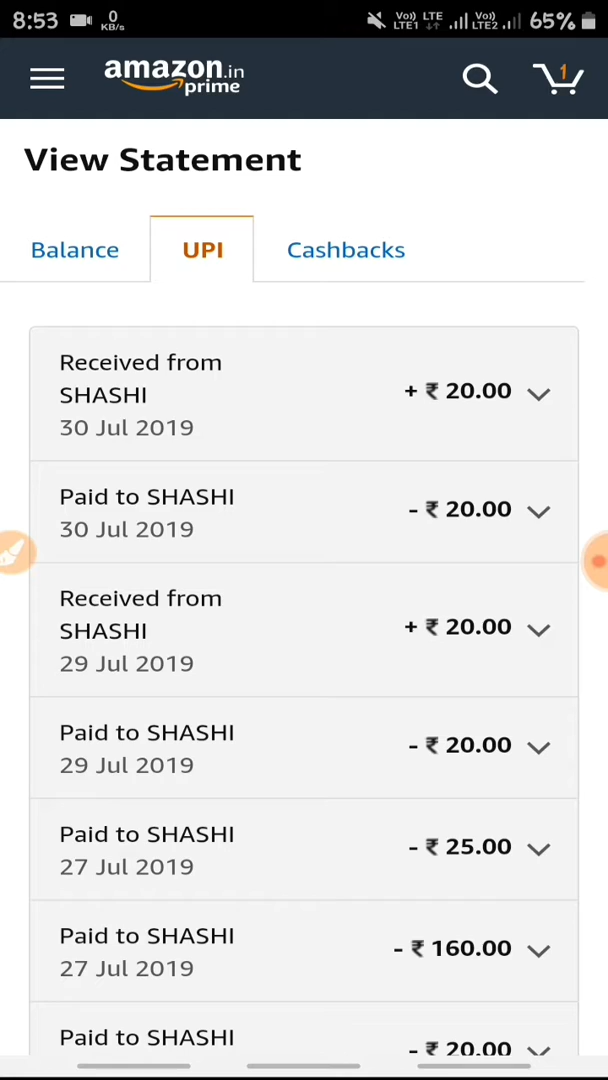 8:53 0 KB/s Vo)) LTE LTE1 Vo)) LTE2 65%
amazon.in
prime
1
View Statement
Balance UPI Cashbacks
Received from
SHASHI + ₹ 20.00
30 Jul 2019
Paid to SHASHI - ₹ 20.00
30 Jul 2019
Received from
SHASHI + ₹ 20.00
29 Jul 2019
Paid to SHASHI - ₹ 20.00
29 Jul 2019
Paid to SHASHI - ₹ 25.00
27 Jul 2019
Paid to SHASHI - ₹ 160.00
27 Jul 2019
Paid to SHASHI - ₹ 20.00